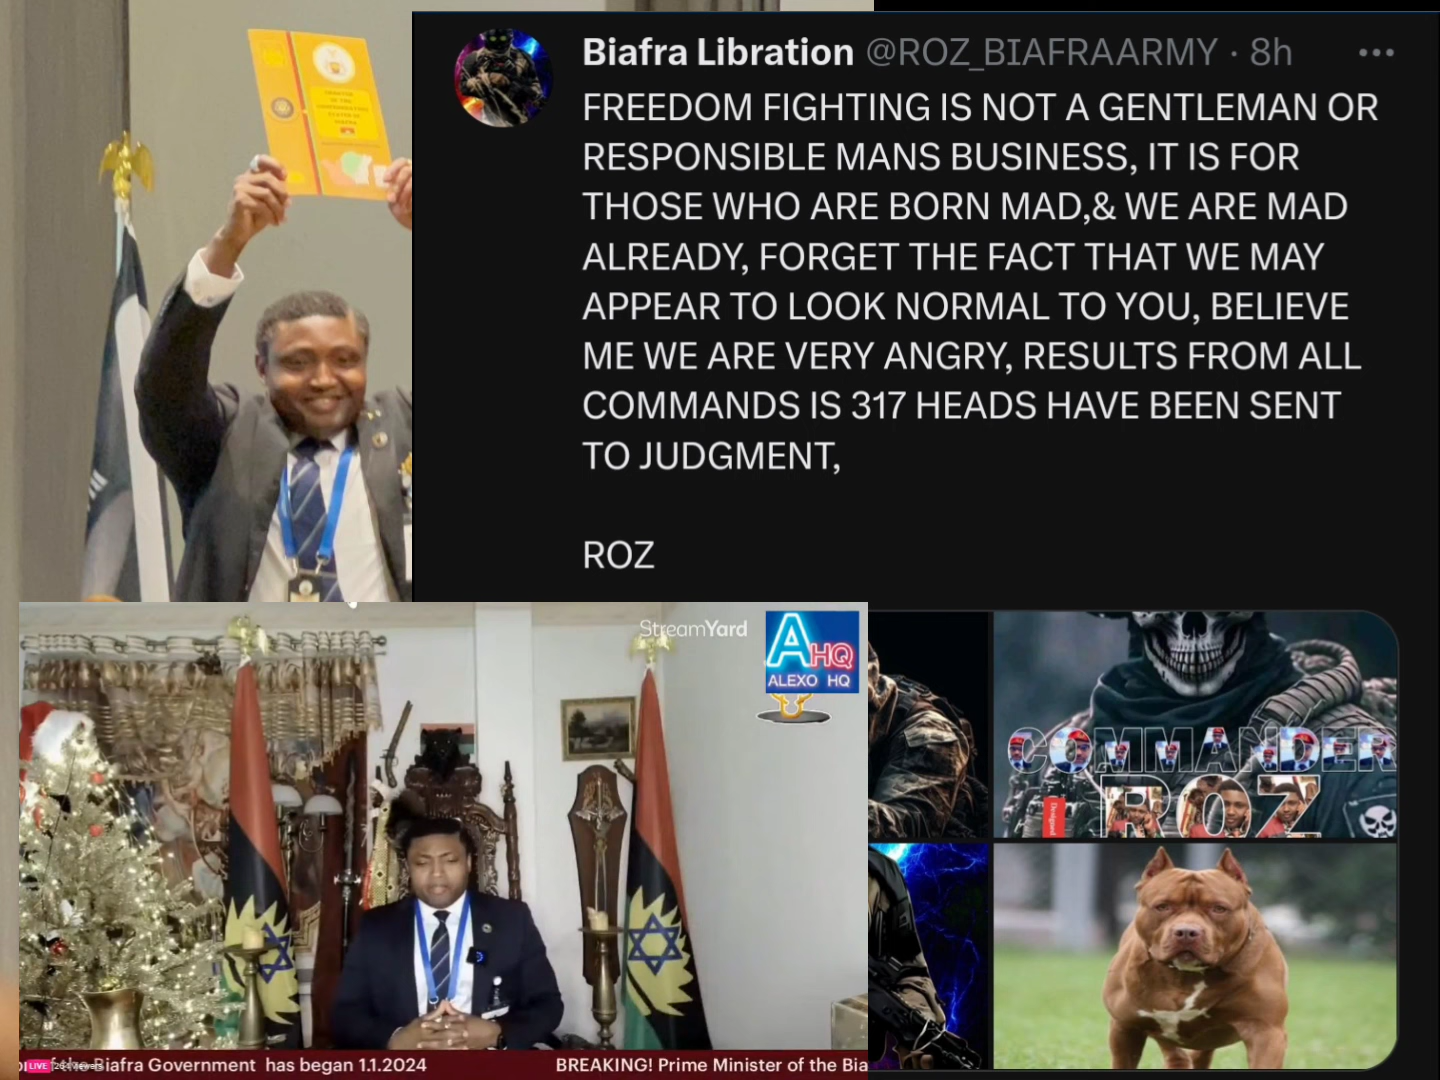 Biafra Libration @ROZ_BIAFRAARMY · 8h
FREEDOM FIGHTING IS NOT A GENTLEMAN OR
RESPONSIBLE MANS BUSINESS, IT IS FOR
THOSE WHO ARE BORN MAD,& WE ARE MAD
ALREADY, FORGET THE FACT THAT WE MAY
APPEAR TO LOOK NORMAL TO YOU, BELIEVE
ME WE ARE VERY ANGRY, RESULTS FROM ALL
COMMANDS IS 317 HEADS HAVE BEEN SENT
TO JUDGMENT,
ROZ
StreamYard
AHQ
ALEXO HQ
COMMANDER
ROZ
Designed
Biafra Government has began 1.1.2024
BREAKING! Prime Minister of the Bia
LIVE